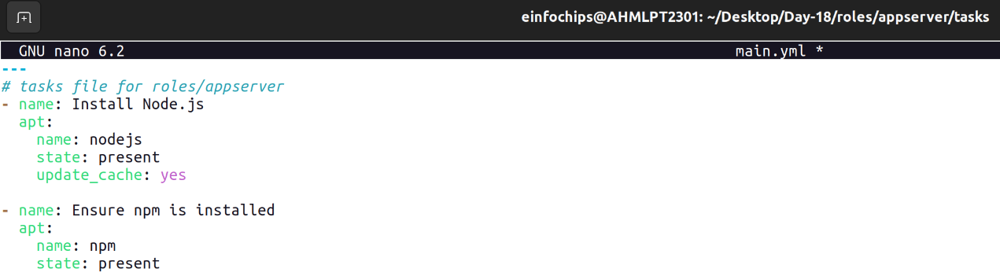 einfochips@AHMLPT2301: ~/Desktop/Day-18/roles/appserver/tasks
GNU nano 6.2 main.yml *
---
# tasks file for roles/appserver
- name: Install Node.js
  apt:
    name: nodejs
    state: present
    update_cache: yes

- name: Ensure npm is installed
  apt:
    name: npm
    state: present